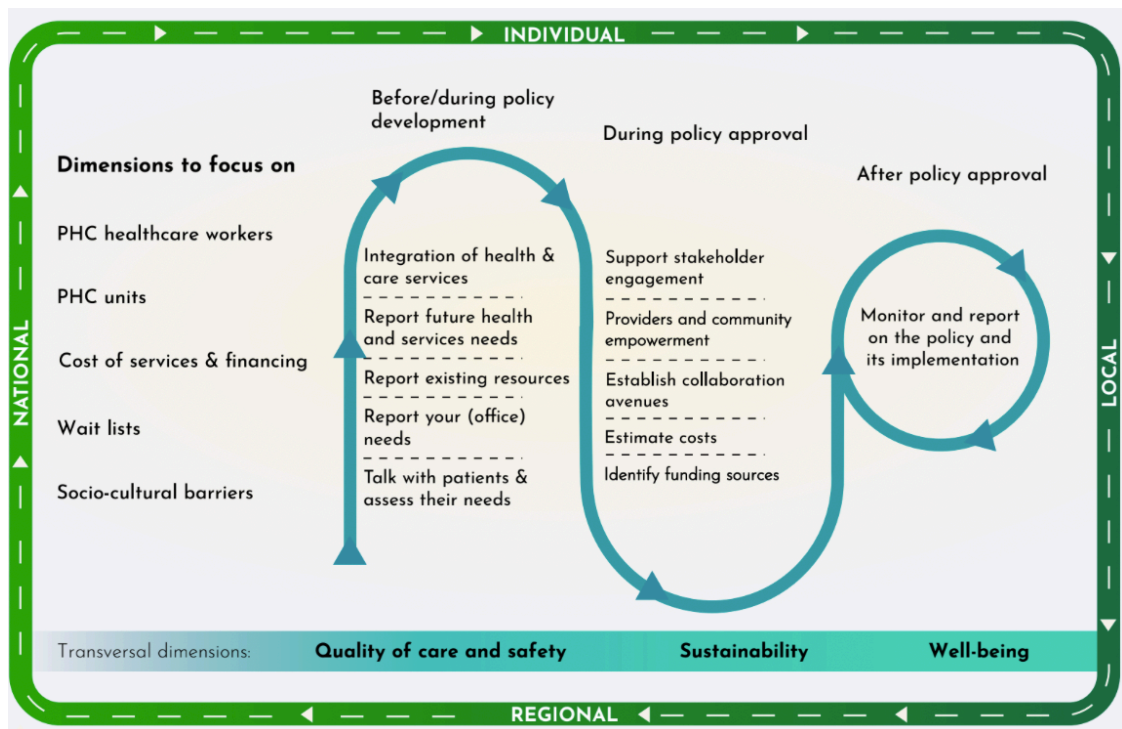 INDIVIDUAL
Before/during policy
development
During policy approval
After policy approval
Dimensions to focus on
PHC healthcare workers
PHC units
Cost of services & financing
Wait lists
Socio-cultural barriers
Integration of health &
care services
Report future health
and services needs
Report existing resources
Report your (office)
needs
Talk with patients &
assess their needs
Support stakeholder
engagement
Providers and community
empowerment
Establish collaboration
avenues
Estimate costs
Identify funding sources
Monitor and report
on the policy and
its implementation
NATIONAL
LOCAL
Transversal dimensions:
Quality of care and safety
Sustainability
Well-being
REGIONAL